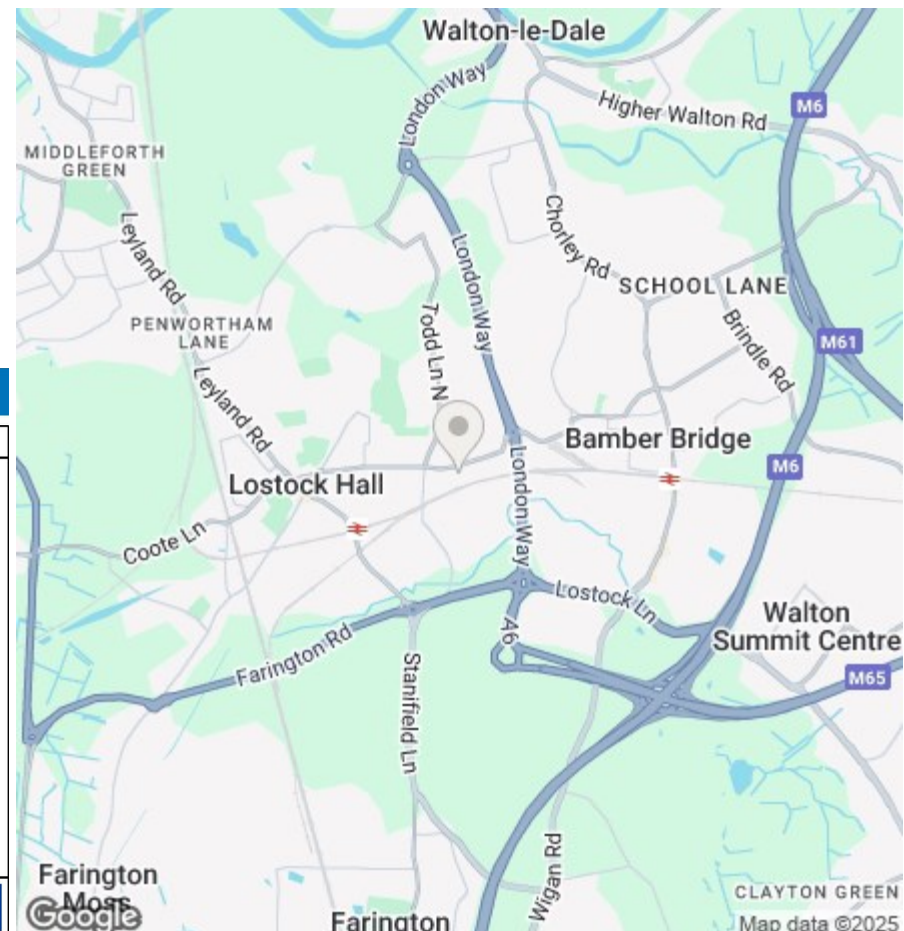 Walton-le-Dale
London Way
Higher Walton Rd
M6
MIDDLEFORTH
GREEN
Leyland Rd
Chorley Rd
London Way
SCHOOL LANE
PENWORTHAM
LANE
Todd Ln N
Brindle Rd
M61
Leyland Rd
Bamber Bridge
Lostock Hall
London Way
M6
Coote Ln
Lostock Ln
Walton
Summit Centre
A6
Farington Rd
Stanifield Ln
M65
Wigan Rd
Farington
Moss
CLAYTON GREEN
Google
Farington
Map data ©2025